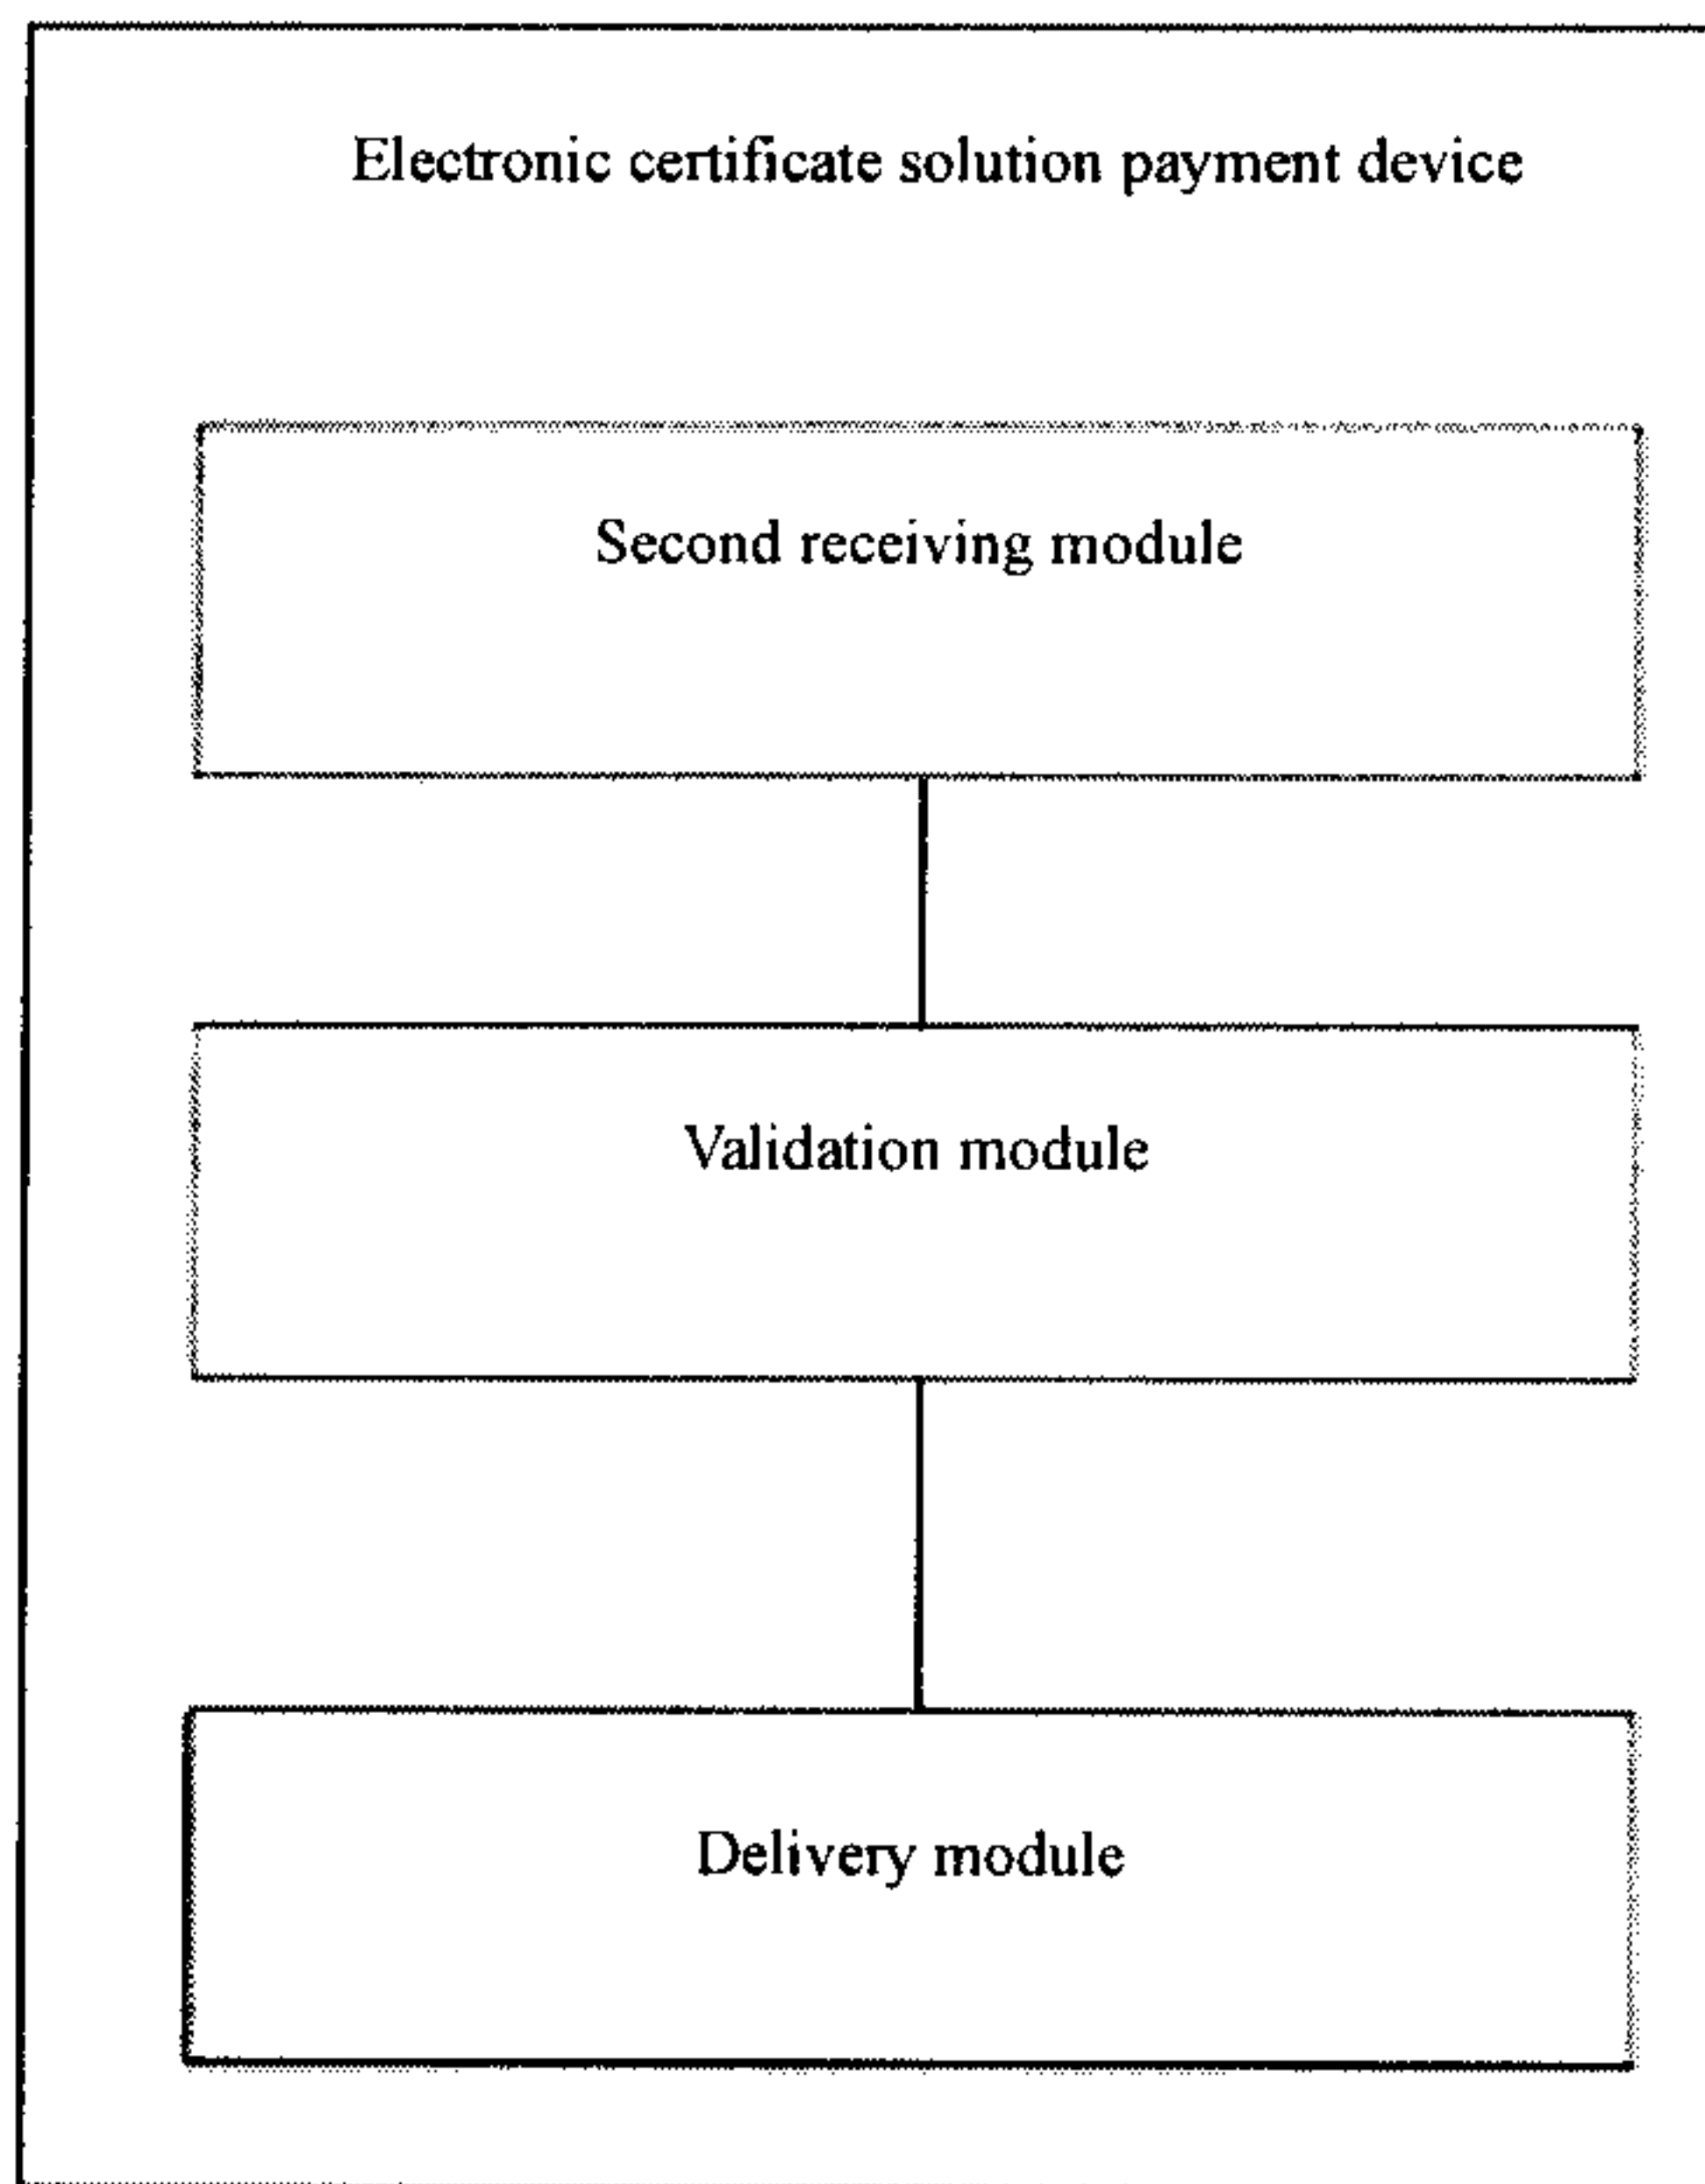 Electronic certificate solution payment device
Second receiving module
Validation module
Delivery module